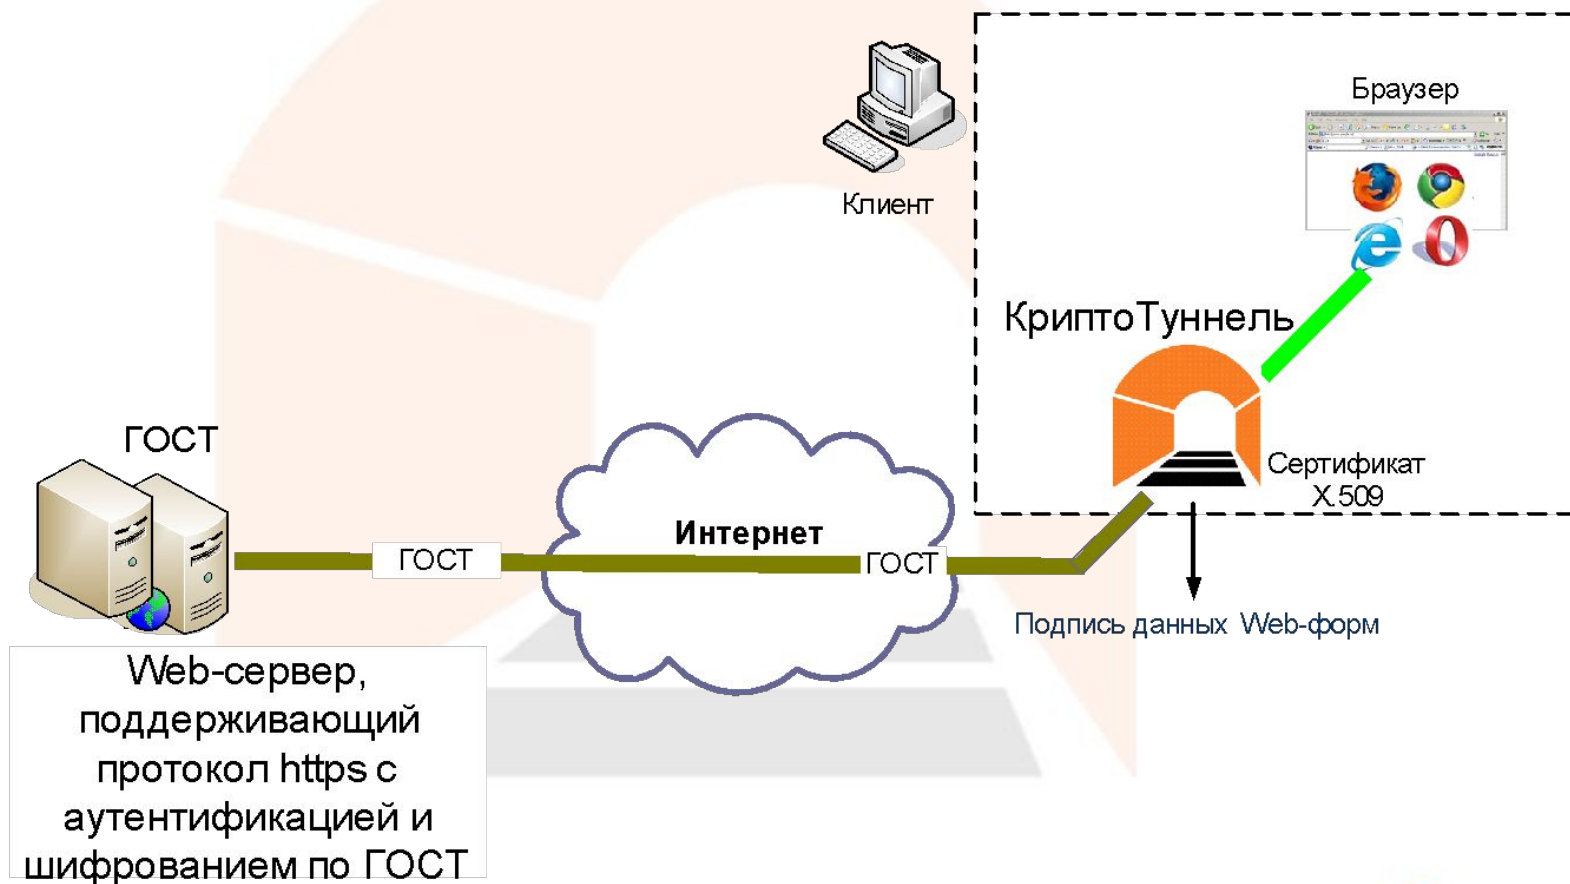 Браузер
Клиент
КриптоТуннель
ГОСТ
Сертификат
X.509
Интернет
ГОСТ
ГОСТ
Подпись данных Web-форм
Web-сервер,
поддерживающий
протокол https с
аутентификацией и
шифрованием по ГОСТ